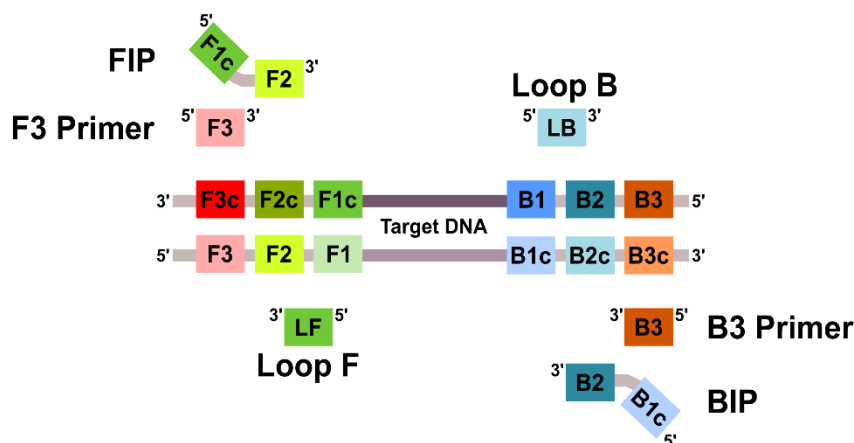 5'
FIP F1c F2 3'
Loop B
F3 Primer 5' F3 3' 5' LB 3'
3' F3c F2c F1c B1 B2 B3 5'
Target DNA
5' F3 F2 F1 B1c B2c B3c 3'
3' LF 5' 3' B3 5' B3 Primer
Loop F
3' B2 B1c BIP
5'